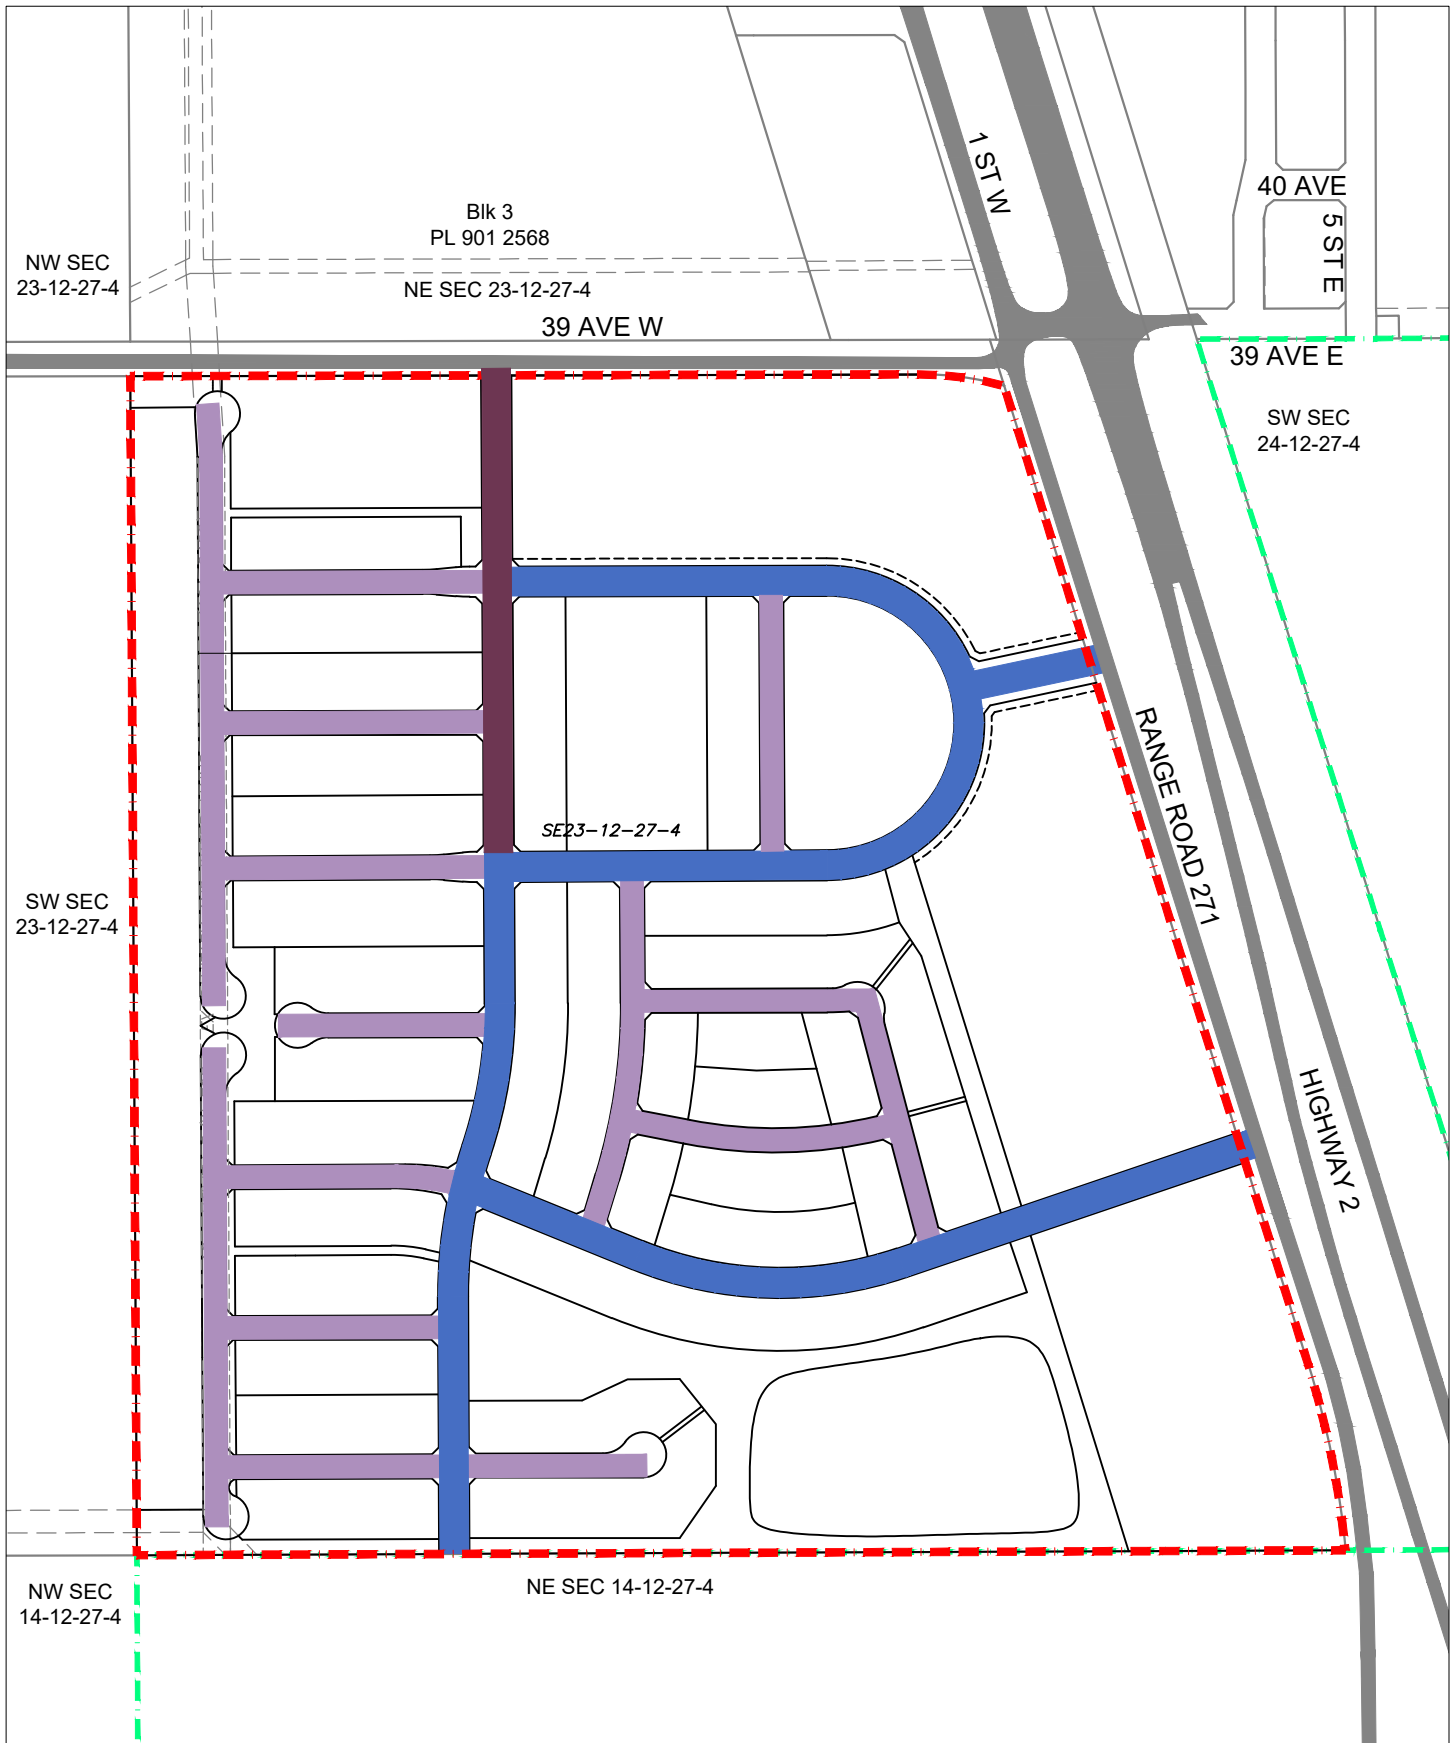 1 ST W
40 AVE
5 ST E
Blk 3
PL 901 2568
NW SEC
23-12-27-4
NE SEC 23-12-27-4
39 AVE W
39 AVE E
SW SEC
24-12-27-4
RANGE ROAD 271
SE23-12-27-4
SW SEC
23-12-27-4
HIGHWAY 2
NW SEC
14-12-27-4
NE SEC 14-12-27-4